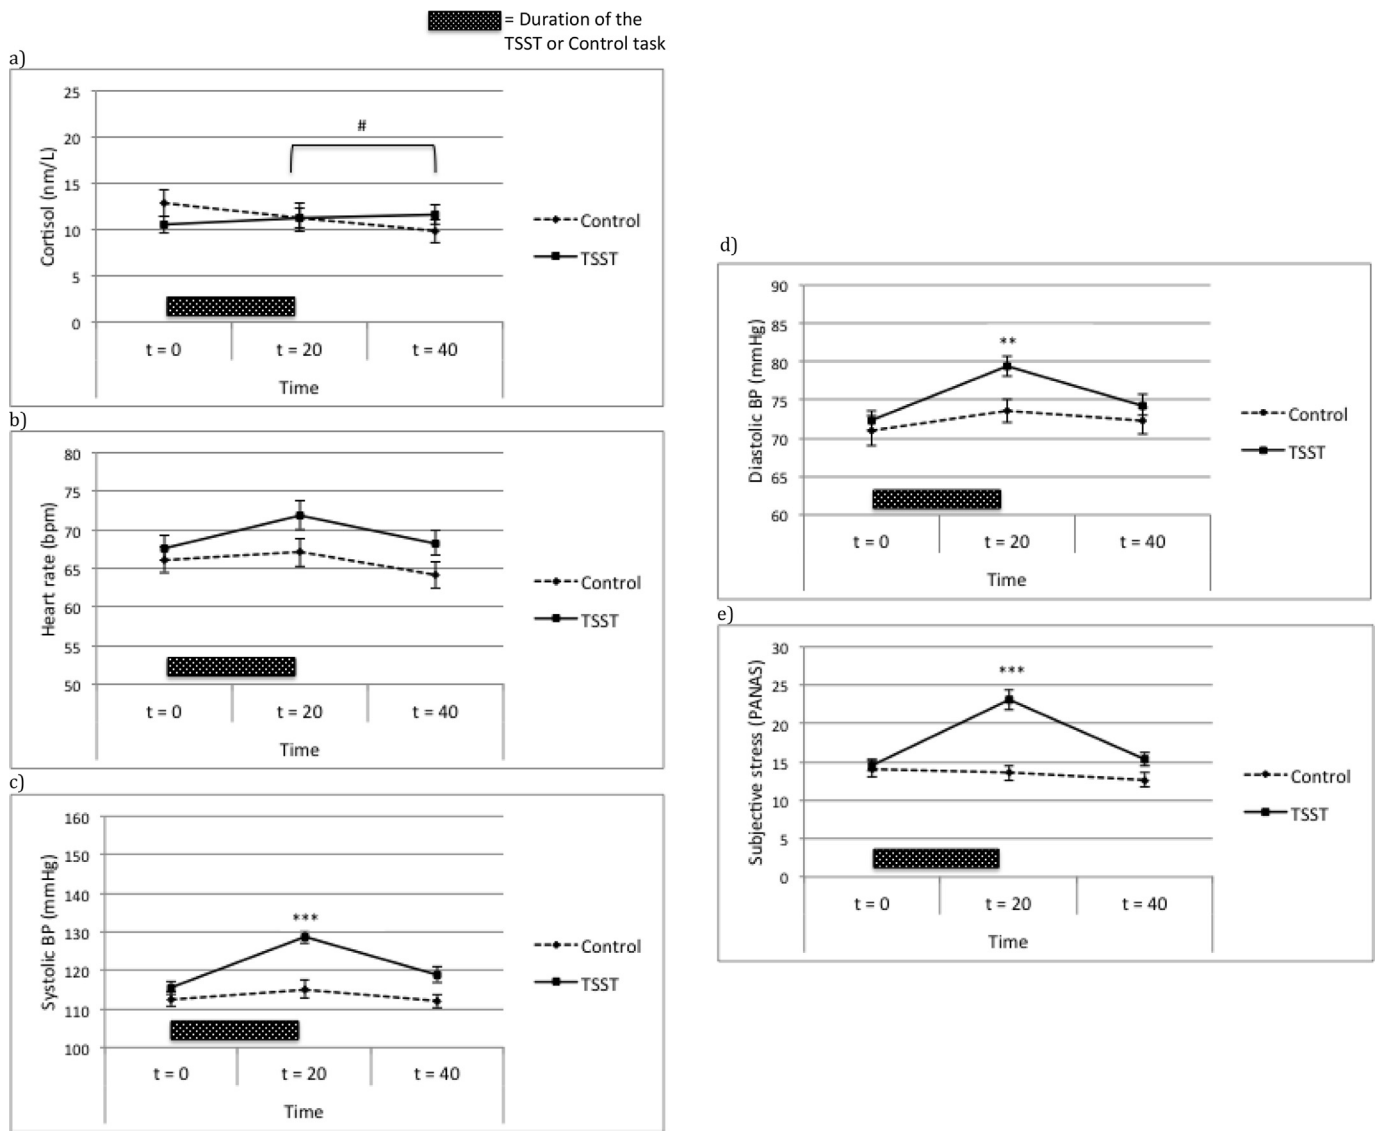 = Duration of the
TSST or Control task
a)
25
20
15
10
5
0
Cortisol (nm/L)
#
Control
TSST
t = 0 t = 20 t = 40
Time
b)
80
75
70
65
60
55
50
Heart rate (bpm)
Control
TSST
t = 0 t = 20 t = 40
Time
c)
160
150
140
130
120
110
100
Systolic BP (mmHg)
***
Control
TSST
t = 0 t = 20 t = 40
Time
d)
90
85
80
75
70
65
60
Diastolic BP (mmHg)
**
Control
TSST
t = 0 t = 20 t = 40
Time
e)
30
25
20
15
10
5
0
Subjective stress (PANAS)
***
Control
TSST
t = 0 t = 20 t = 40
Time